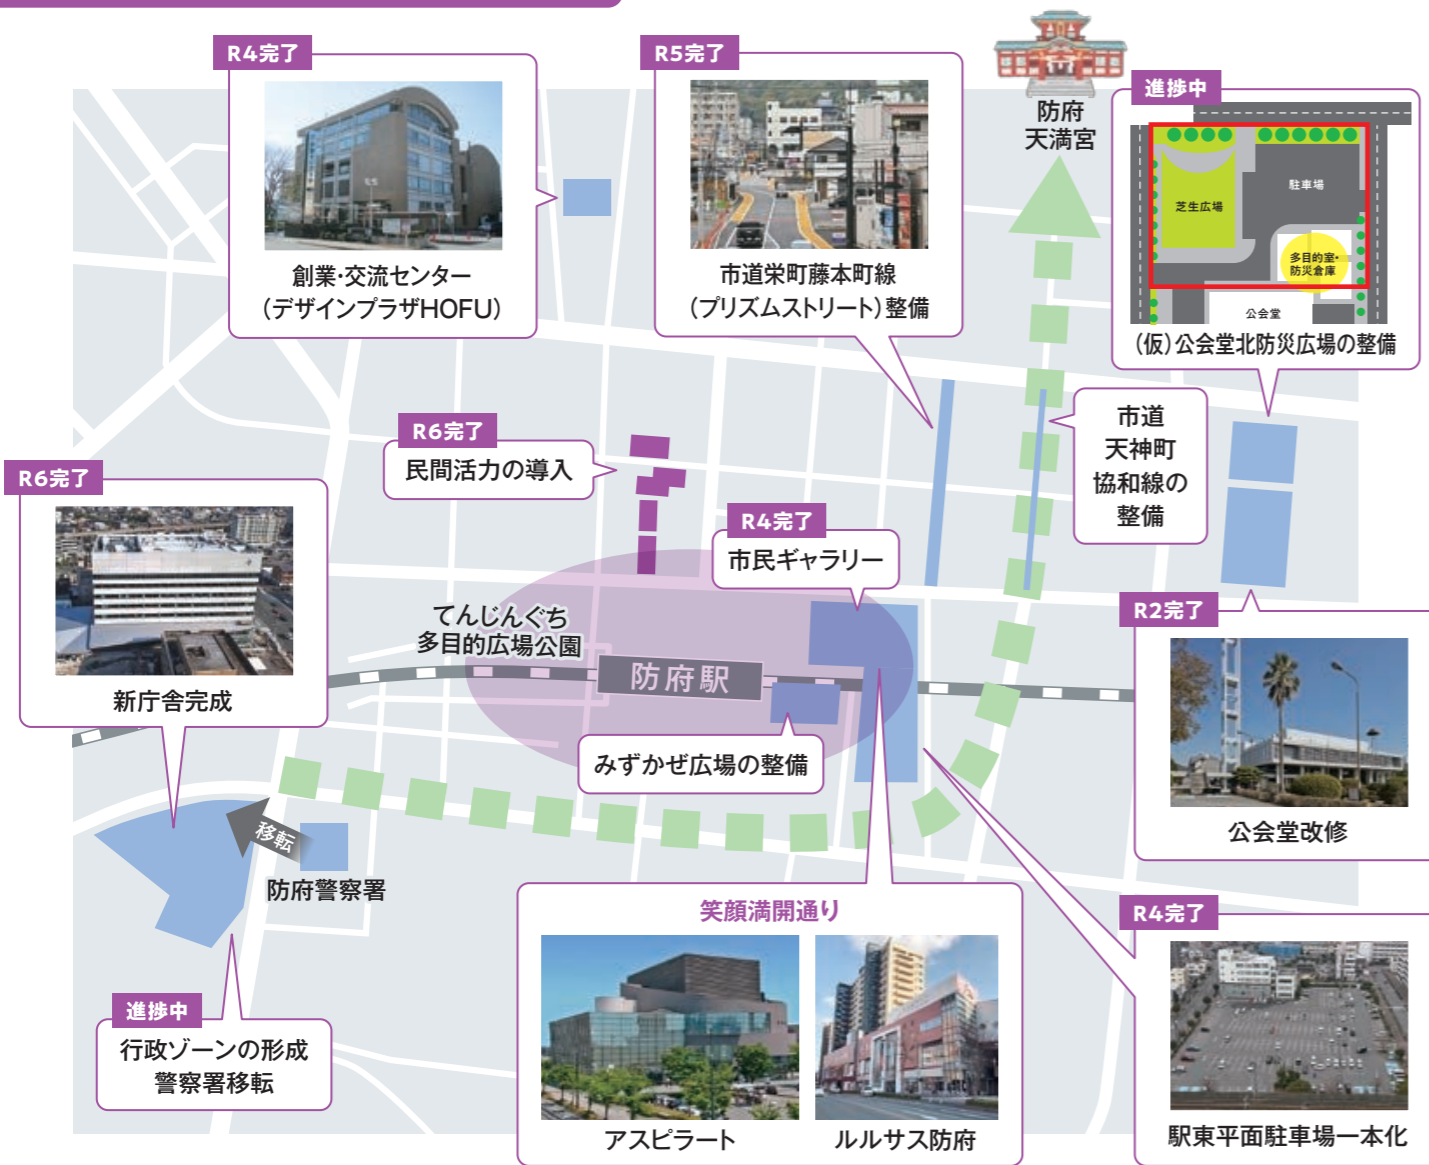 R4完了
創業・交流センター
（デザインプラザHOFU）
R5完了
市道栄町藤本町線
（プリズムストリート）整備
防府
天満宮
進捗中
駐車場
芝生広場
多目的室・
防災倉庫
公会堂
（仮）公会堂北防災広場の整備
市道
天神町
協和線の
整備
R6完了
民間活力の導入
R4完了
市民ギャラリー
R6完了
新庁舎完成
てんじんぐち
多目的広場公園
防府駅
みずかぜ広場の整備
R2完了
公会堂改修
移転
防府警察署
進捗中
行政ゾーンの形成
警察署移転
笑顔満開通り
アスピラート
ルルサス防府
R4完了
駅東平面駐車場一本化